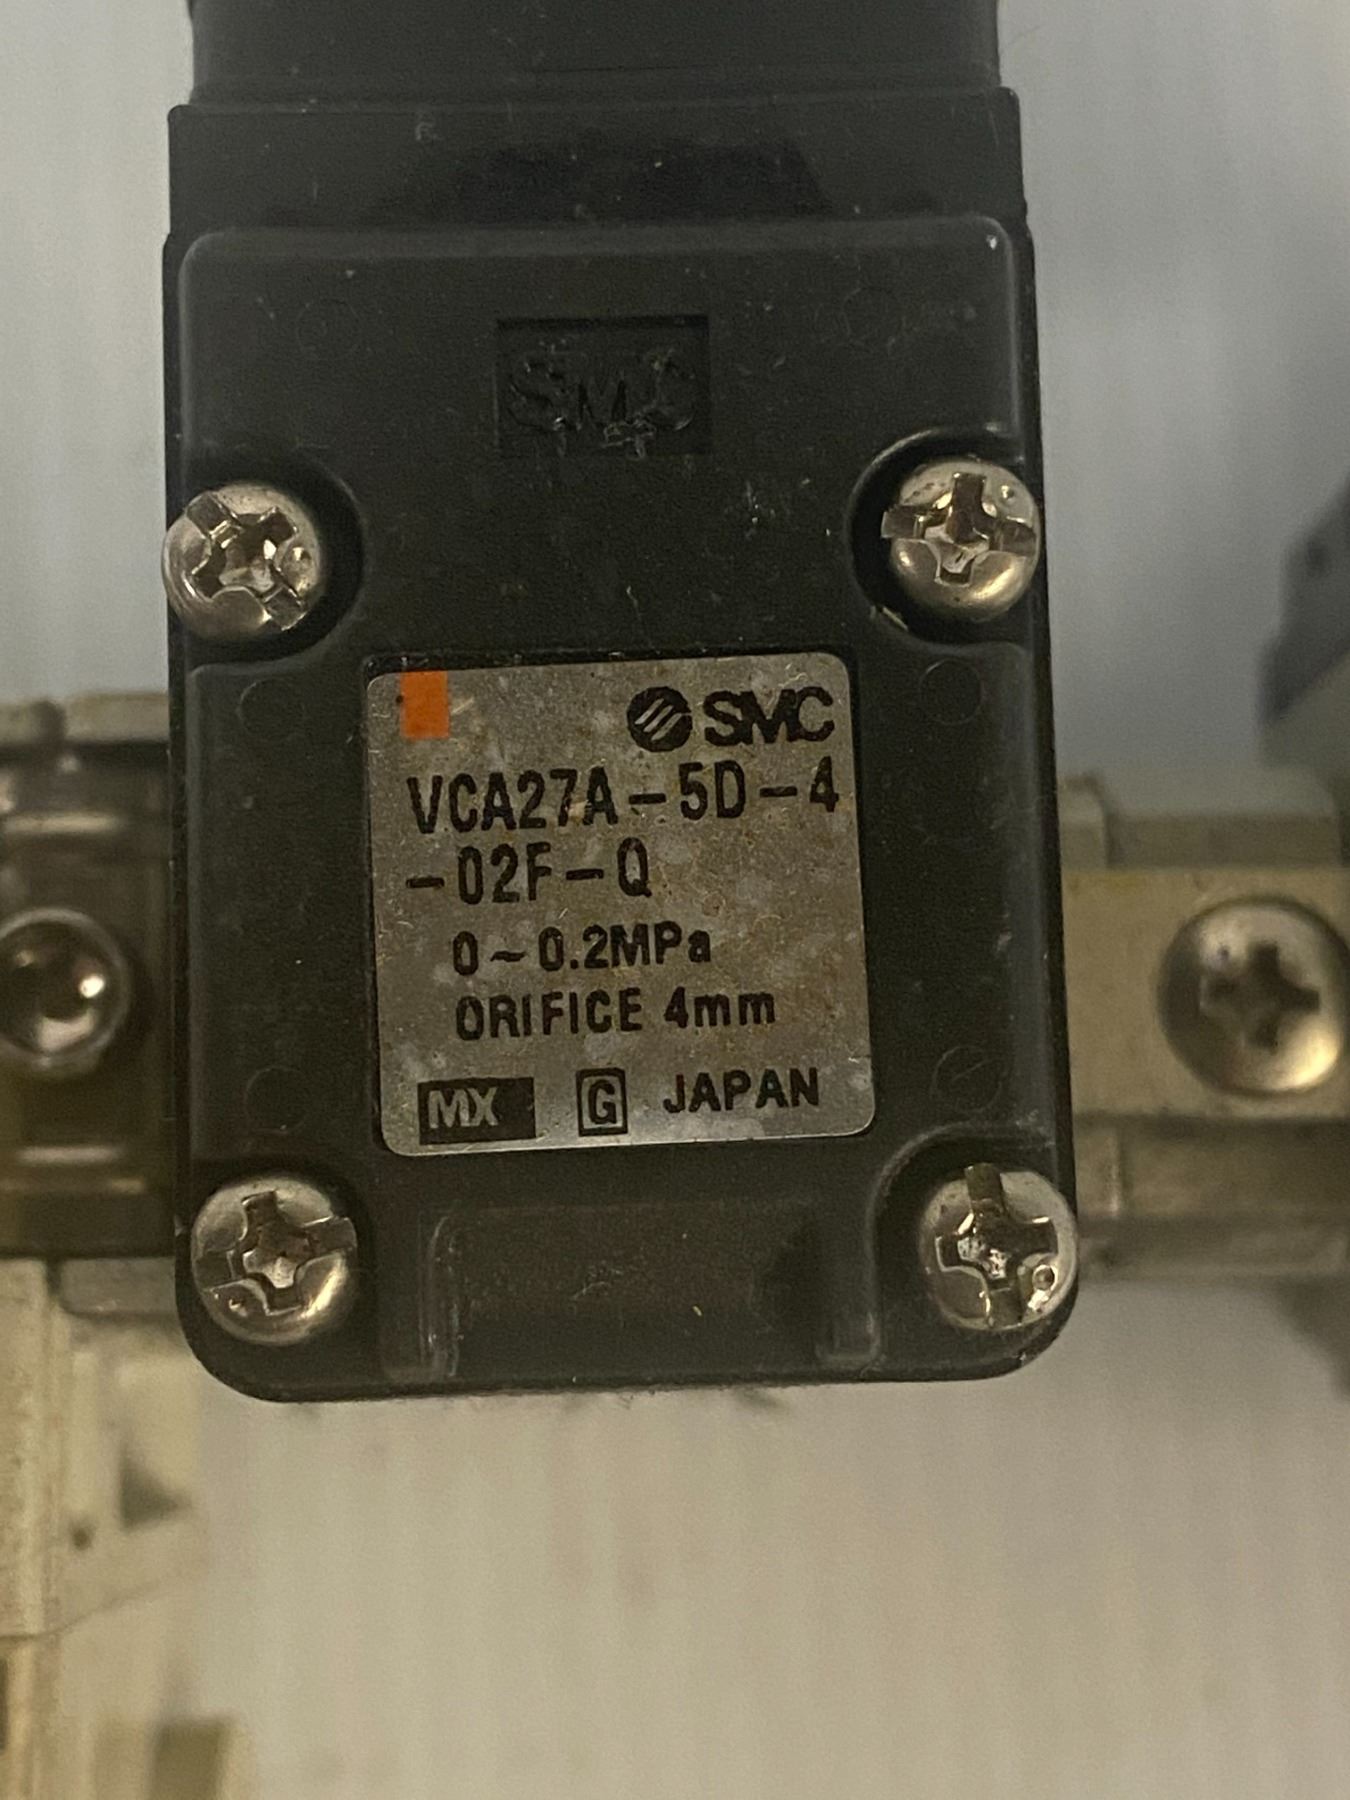 SMC
SMC
VCA27A-5D-4
-02F-Q
0~0.2MPa
ORIFICE 4mm
MX G JAPAN